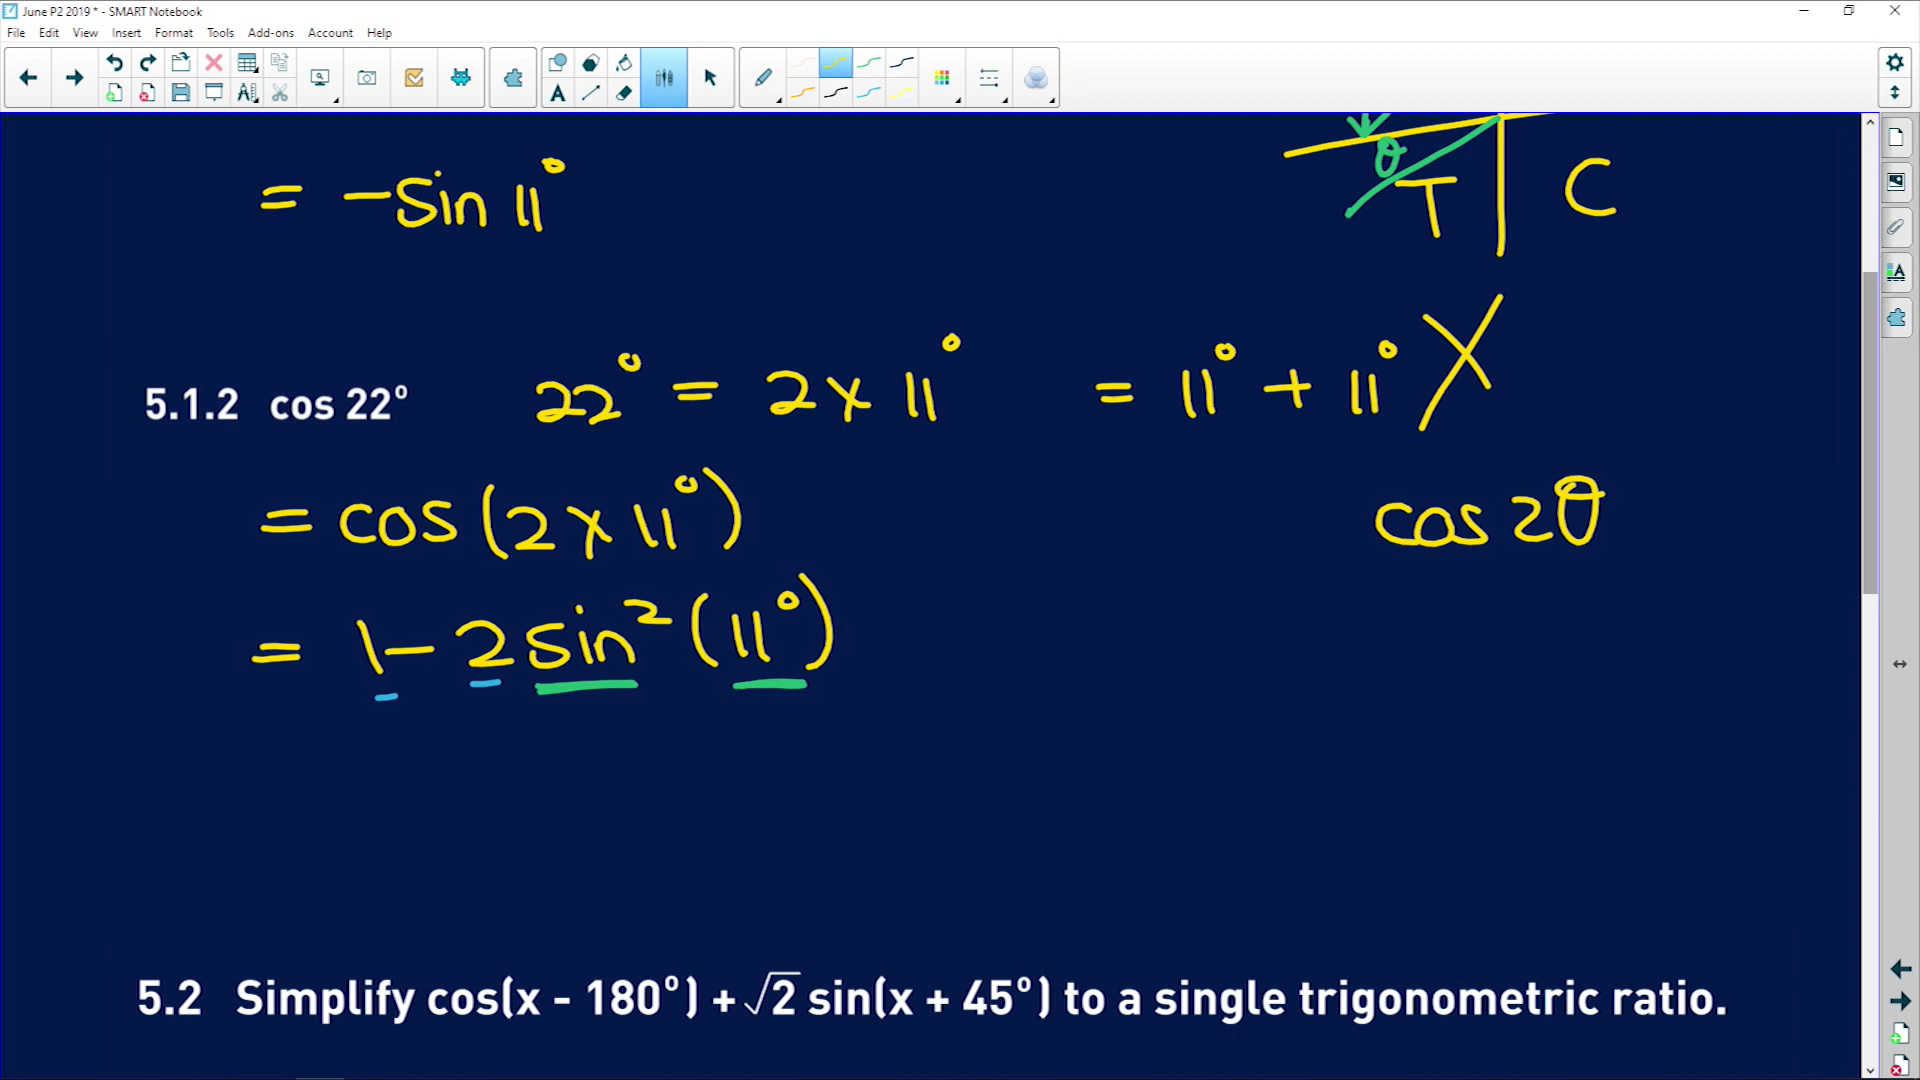 June P2 2019 * - SMART Notebook
File Edit View Insert Format Tools Add-ons Account Help
θ
= -sin 11° T C
5.1.2 cos 22° 22° = 2 x 11° = 11° + 11° X
= cos (2 x 11°) cos 2θ
= 1 - 2 sin² (11°)
5.2 Simplify cos(x - 180°) + √2 sin(x + 45°) to a single trigonometric ratio.